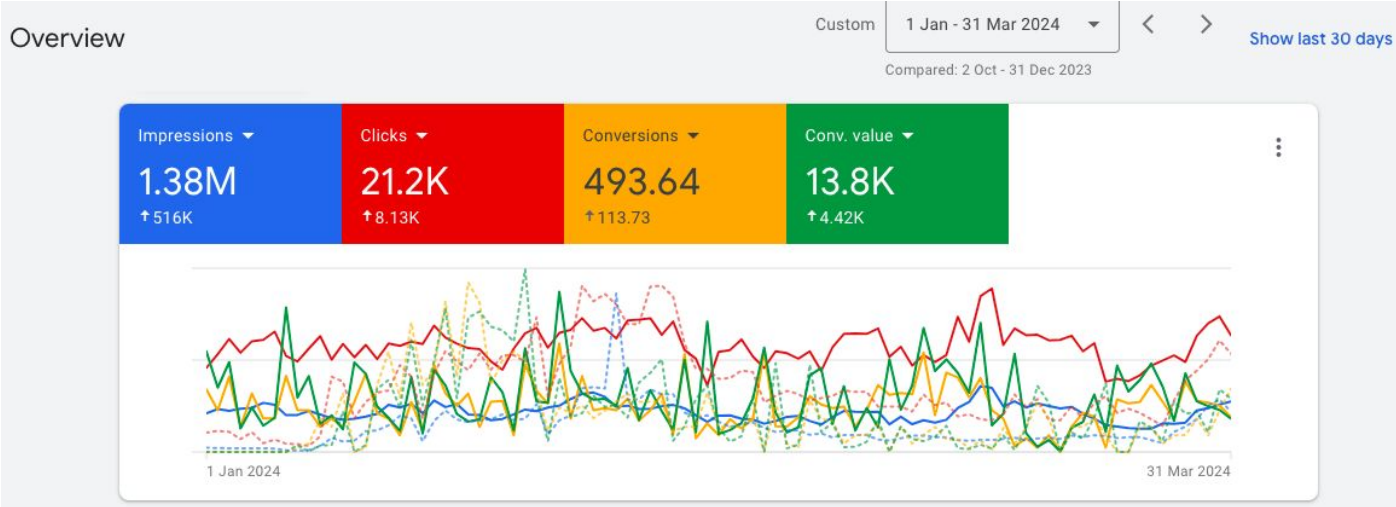 Overview
Custom
1 Jan - 31 Mar 2024
Show last 30 days
Compared: 2 Oct - 31 Dec 2023
Impressions
1.38M
516K
Clicks
21.2K
8.13K
Conversions
493.64
113.73
Conv. value
13.8K
4.42K
1 Jan 2024
31 Mar 2024